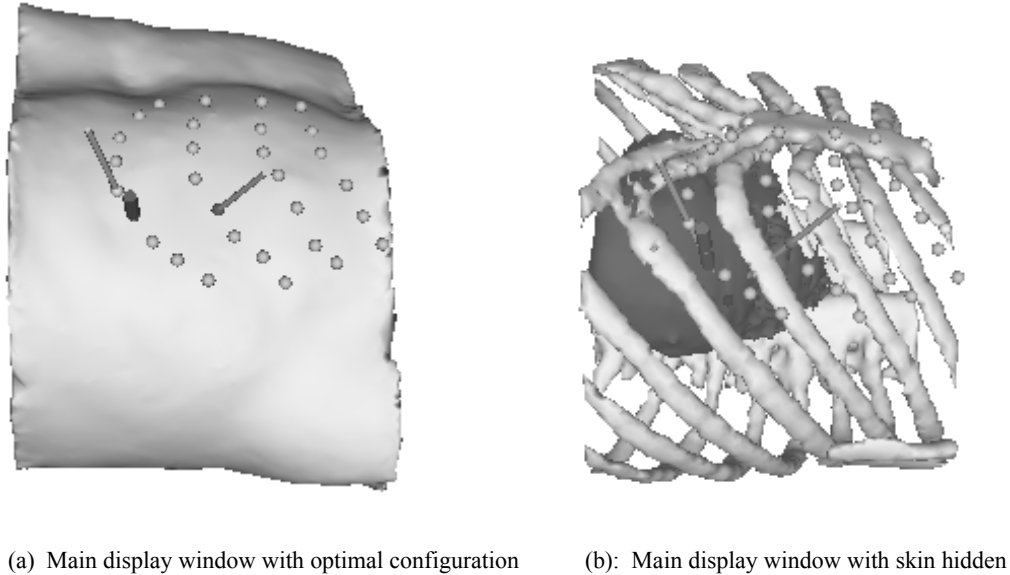 (a) Main display window with optimal configuration
(b): Main display window with skin hidden